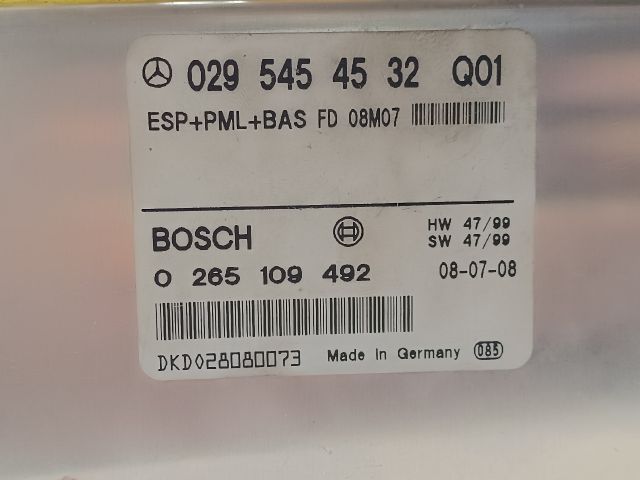 029 545 45 32 Q01
ESP+PML+BAS FD 08M07
BOSCH
HW 47/99
SW 47/99
0 265 109 492
08-07-08
DKD028080073
Made In Germany
085